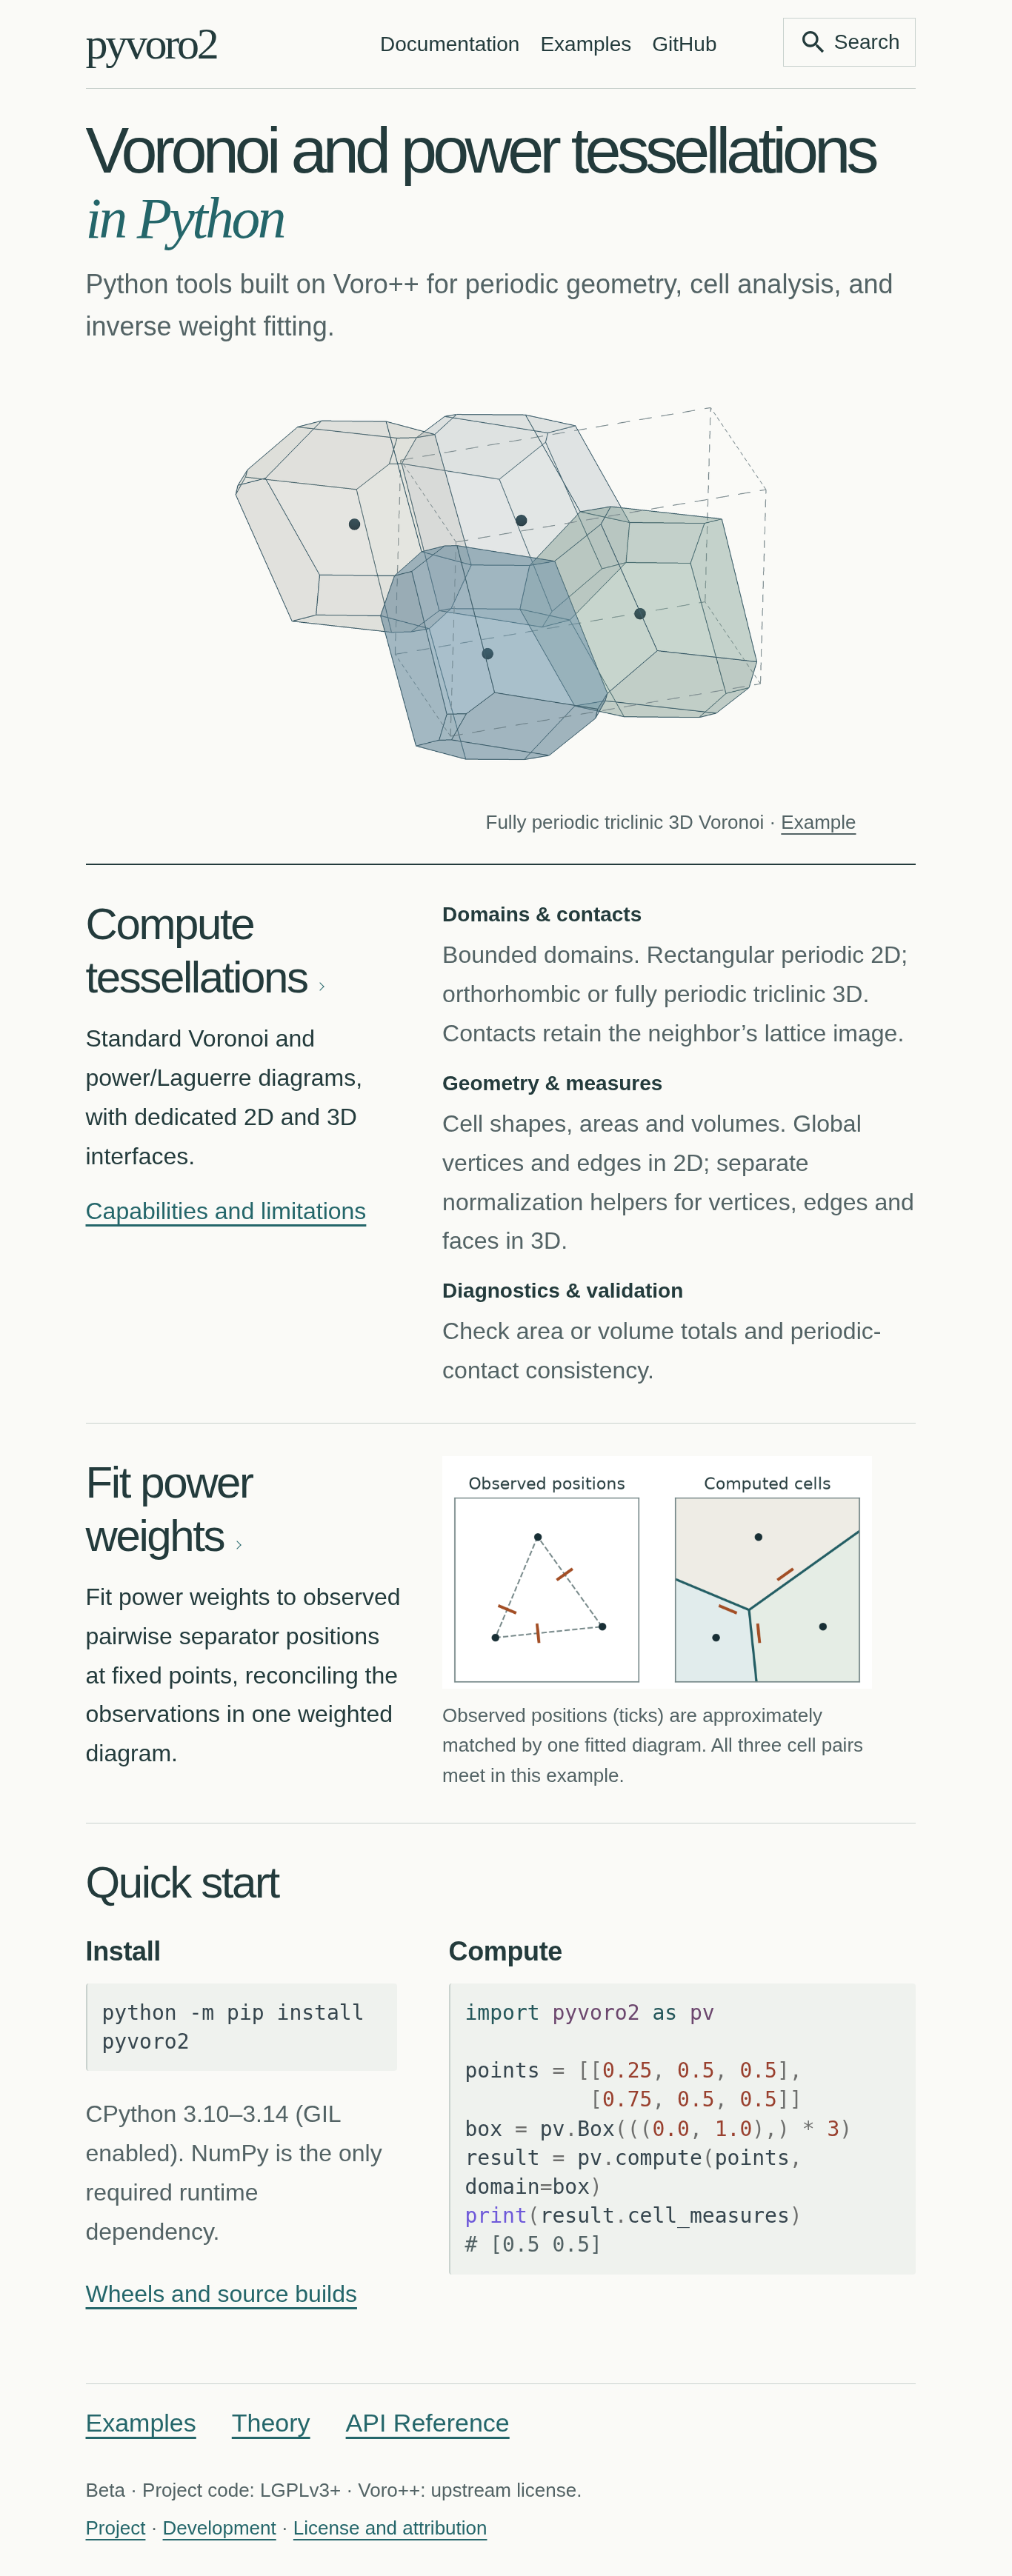 pyvoro2
Documentation Examples GitHub
Search
Voronoi and power tessellations
in Python
Python tools built on Voro++ for periodic geometry, cell analysis, and
inverse weight fitting.
Fully periodic triclinic 3D Voronoi · Example
Compute
tessellations ›
Standard Voronoi and
power/Laguerre diagrams,
with dedicated 2D and 3D
interfaces.
Capabilities and limitations
Domains & contacts
Bounded domains. Rectangular periodic 2D;
orthorhombic or fully periodic triclinic 3D.
Contacts retain the neighbor’s lattice image.
Geometry & measures
Cell shapes, areas and volumes. Global
vertices and edges in 2D; separate
normalization helpers for vertices, edges and
faces in 3D.
Diagnostics & validation
Check area or volume totals and periodic-
contact consistency.
Fit power
weights ›
Fit power weights to observed
pairwise separator positions
at fixed points, reconciling the
observations in one weighted
diagram.
Observed positions
Computed cells
Observed positions (ticks) are approximately
matched by one fitted diagram. All three cell pairs
meet in this example.
Quick start
Install
python -m pip install
pyvoro2
CPython 3.10–3.14 (GIL
enabled). NumPy is the only
required runtime
dependency.
Wheels and source builds
Compute
import pyvoro2 as pv
points = [[0.25, 0.5, 0.5],
          [0.75, 0.5, 0.5]]
box = pv.Box(((0.0, 1.0),) * 3)
result = pv.compute(points,
domain=box)
print(result.cell_measures)
# [0.5 0.5]
Examples Theory API Reference
Beta · Project code: LGPLv3+ · Voro++: upstream license.
Project · Development · License and attribution